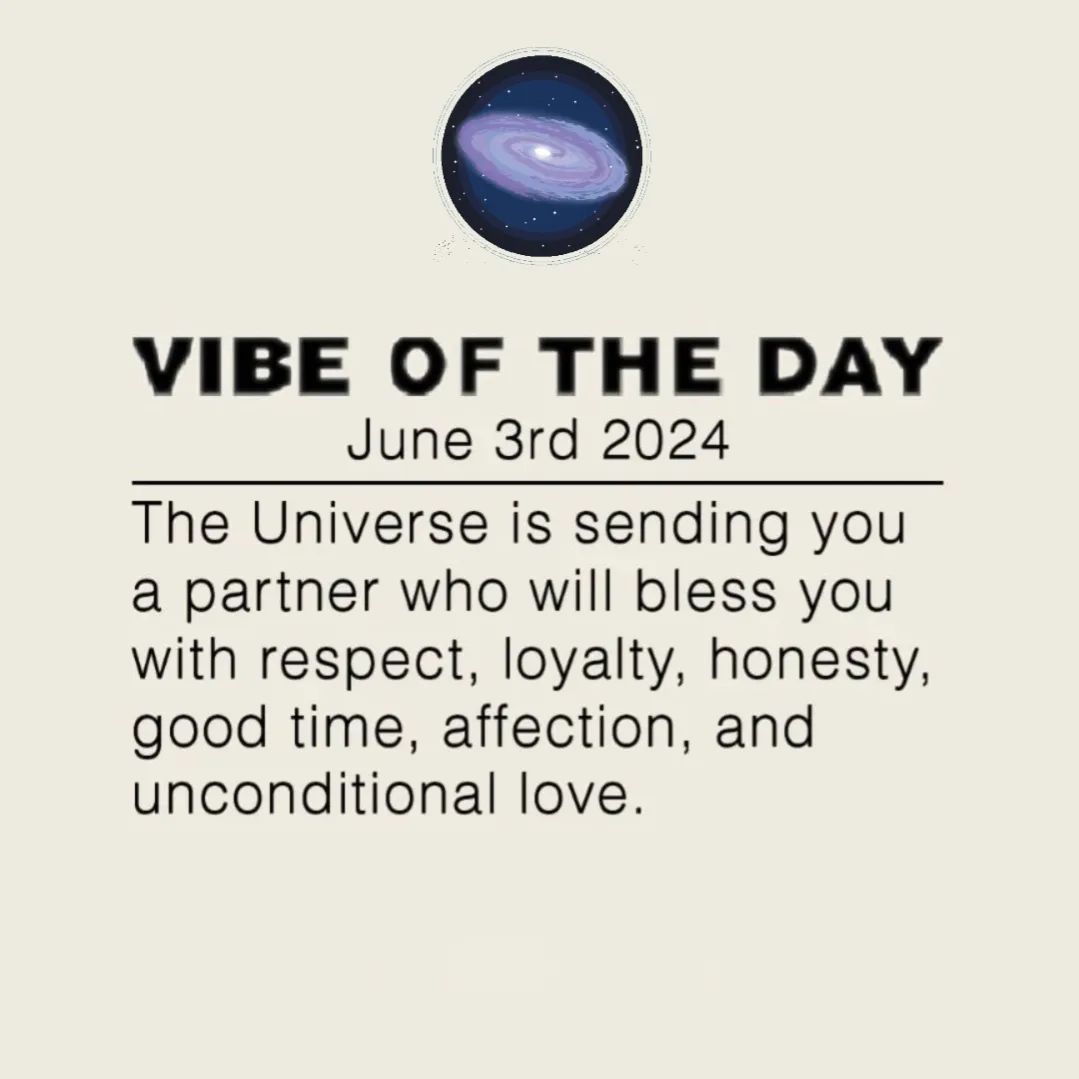 VIBE OF THE DAY
June 3rd 2024
The Universe is sending you
a partner who will bless you
with respect, loyalty, honesty,
good time, affection, and
unconditional love.